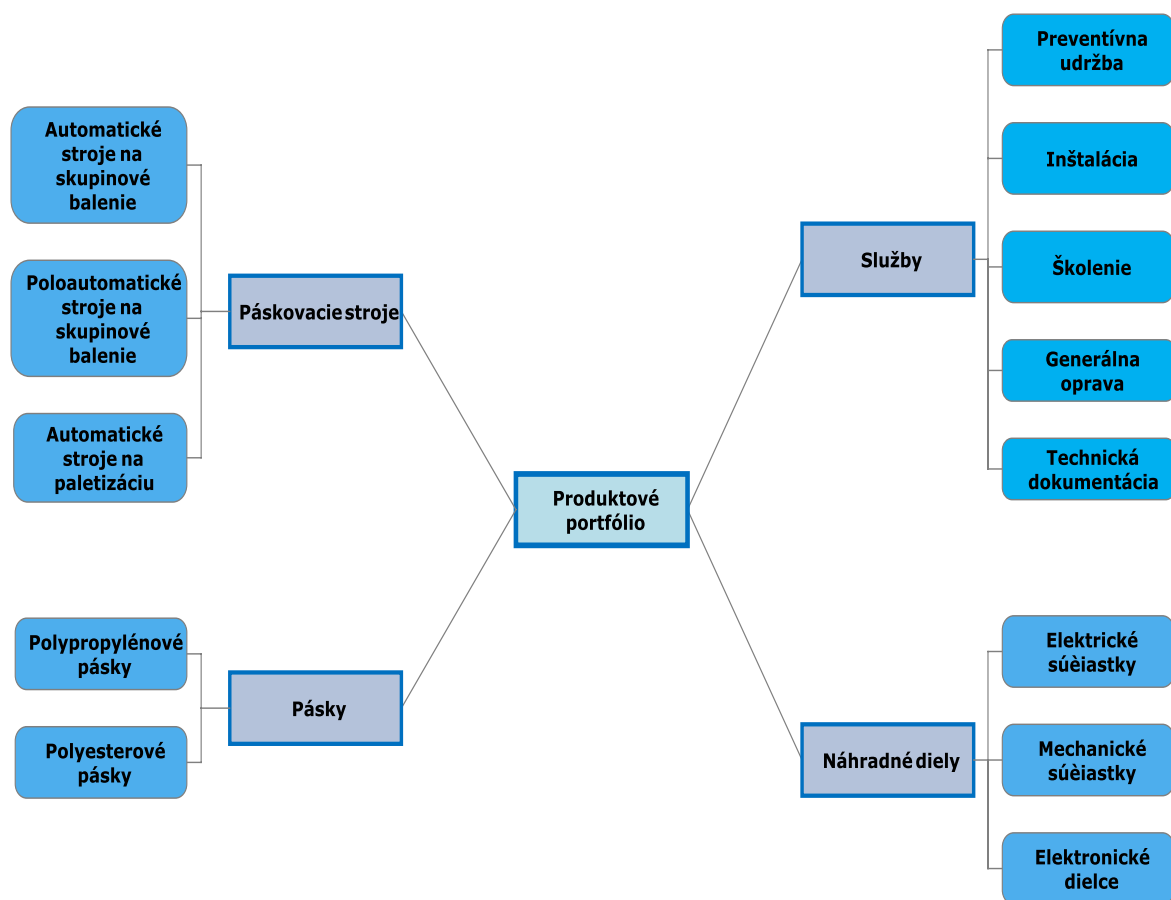 Preventívna
udržba
Automatické
stroje na
skupinové
balenie
Inštalácia
Služby
Školenie
Poloautomatické
stroje na
skupinové
balenie
Páskovacie stroje
Generálna
oprava
Automatické
stroje na
paletizáciu
Technická
dokumentácia
Produktové
portfólio
Polypropylénové
pásky
Elektrické
súèiastky
Pásky
Polyesterové
pásky
Náhradné diely
Mechanické
súèiastky
Elektronické
dielce